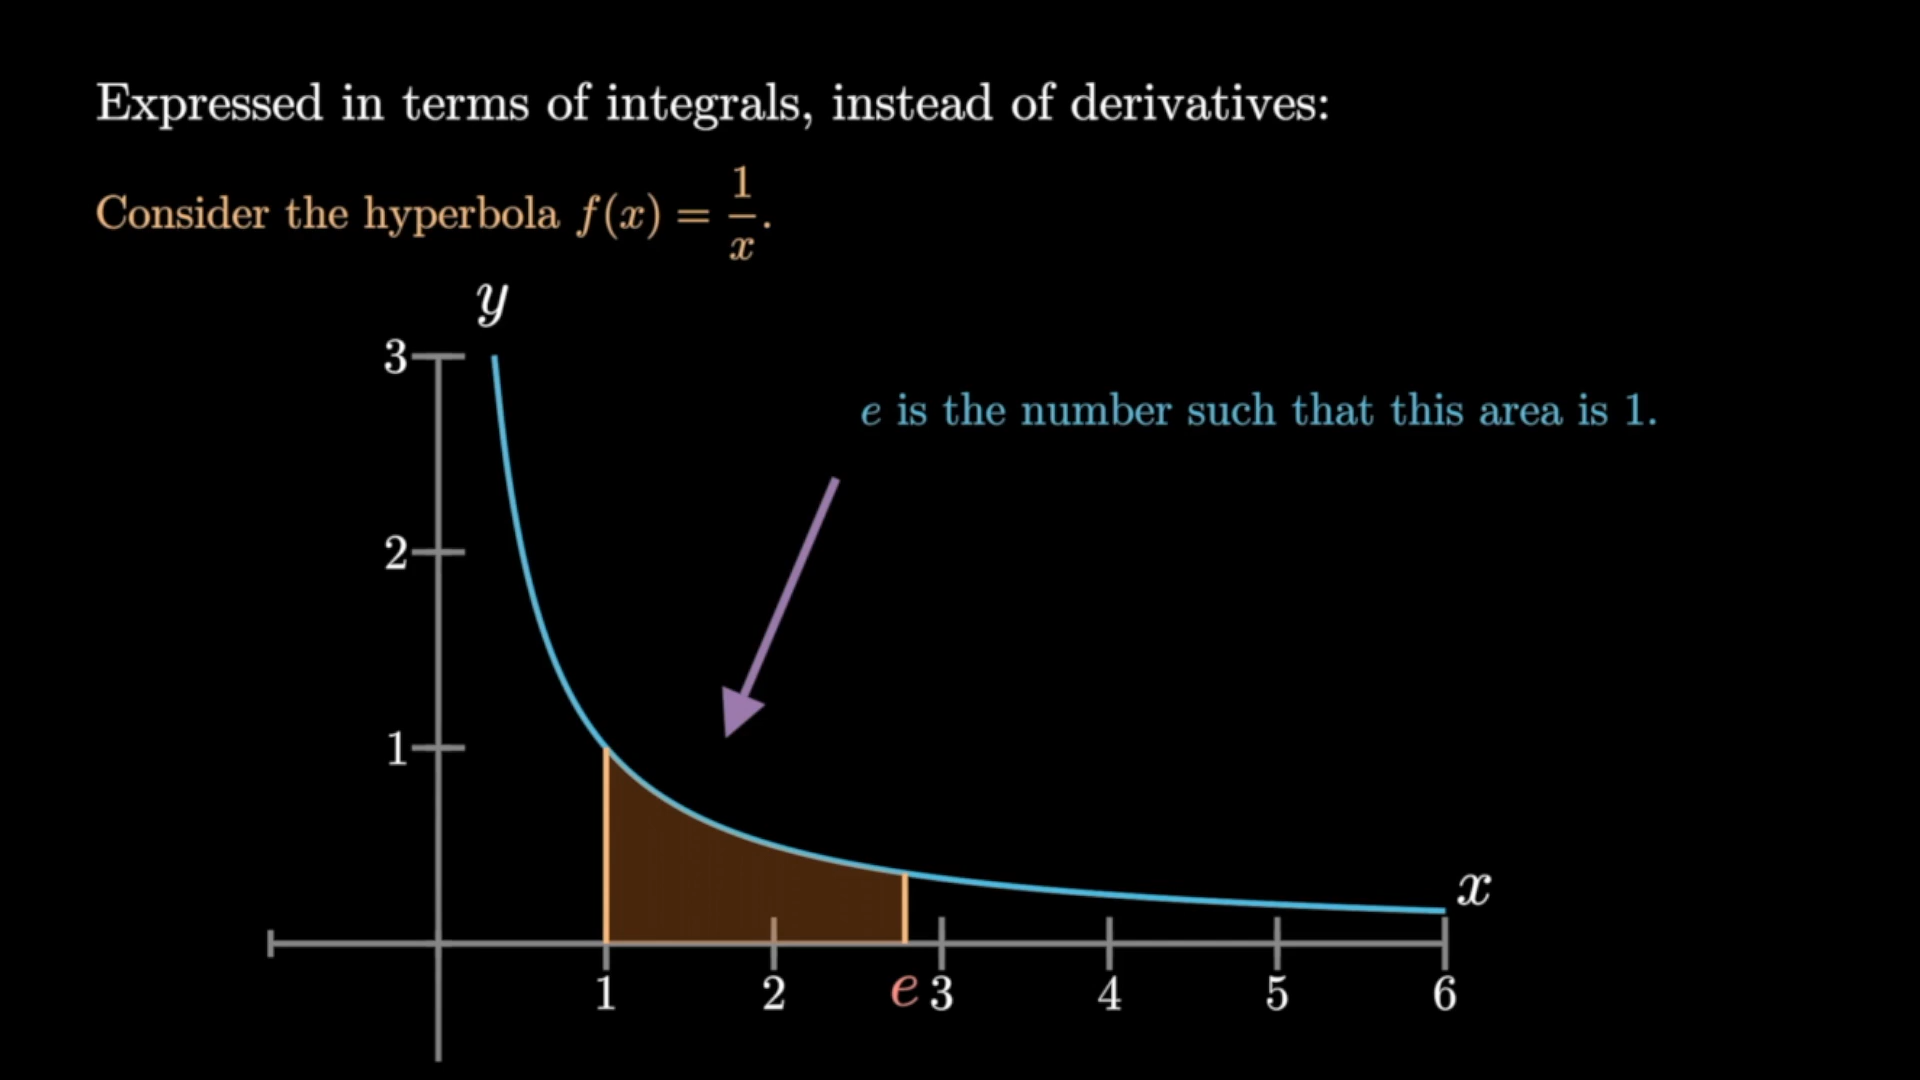 Expressed in terms of integrals, instead of derivatives:
Consider the hyperbola f(x) = 1/x.
y
3
e is the number such that this area is 1.
2
1
x
1 2 e 3 4 5 6